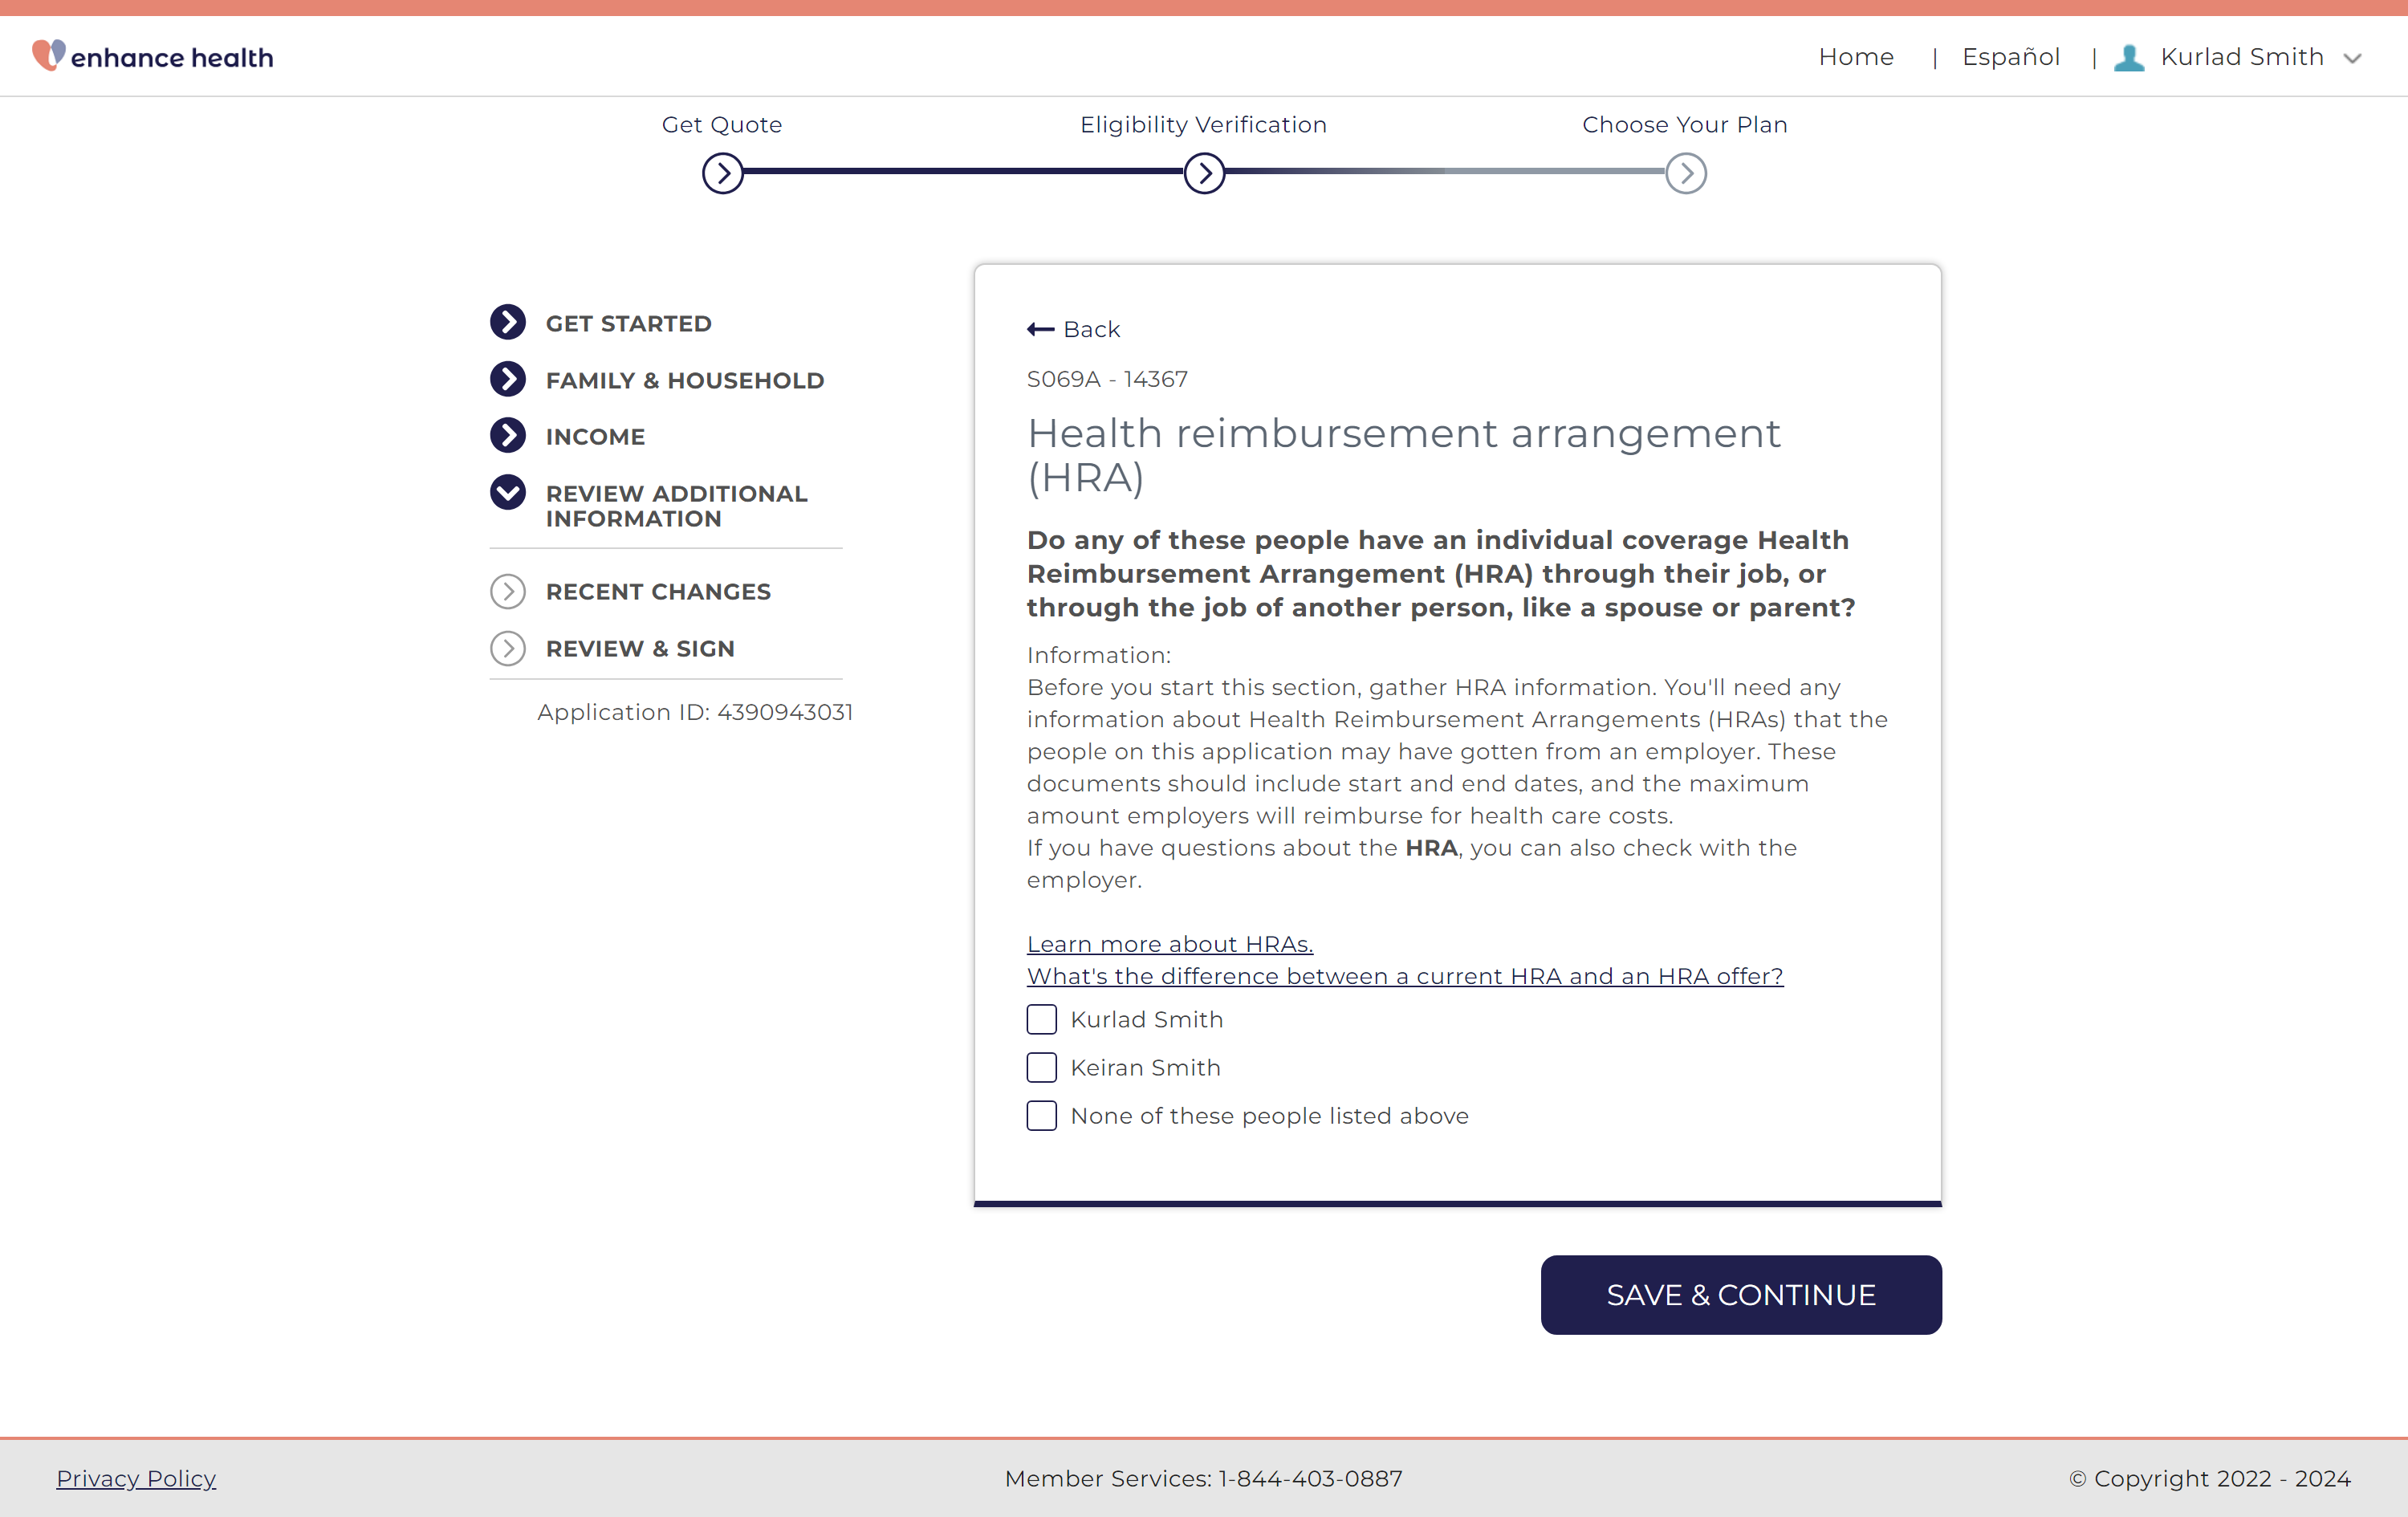 enhance health
Home | Español | Kurlad Smith
Get Quote
Eligibility Verification
Choose Your Plan
GET STARTED
FAMILY & HOUSEHOLD
INCOME
REVIEW ADDITIONAL
INFORMATION
RECENT CHANGES
REVIEW & SIGN
Application ID: 4390943031
Back
S069A - 14367
Health reimbursement arrangement
(HRA)
Do any of these people have an individual coverage Health
Reimbursement Arrangement (HRA) through their job, or
through the job of another person, like a spouse or parent?
Information:
Before you start this section, gather HRA information. You'll need any
information about Health Reimbursement Arrangements (HRAs) that the
people on this application may have gotten from an employer. These
documents should include start and end dates, and the maximum
amount employers will reimburse for health care costs.
If you have questions about the HRA, you can also check with the
employer.
Learn more about HRAs.
What's the difference between a current HRA and an HRA offer?
Kurlad Smith
Keiran Smith
None of these people listed above
SAVE & CONTINUE
Privacy Policy
Member Services: 1-844-403-0887
© Copyright 2022 - 2024